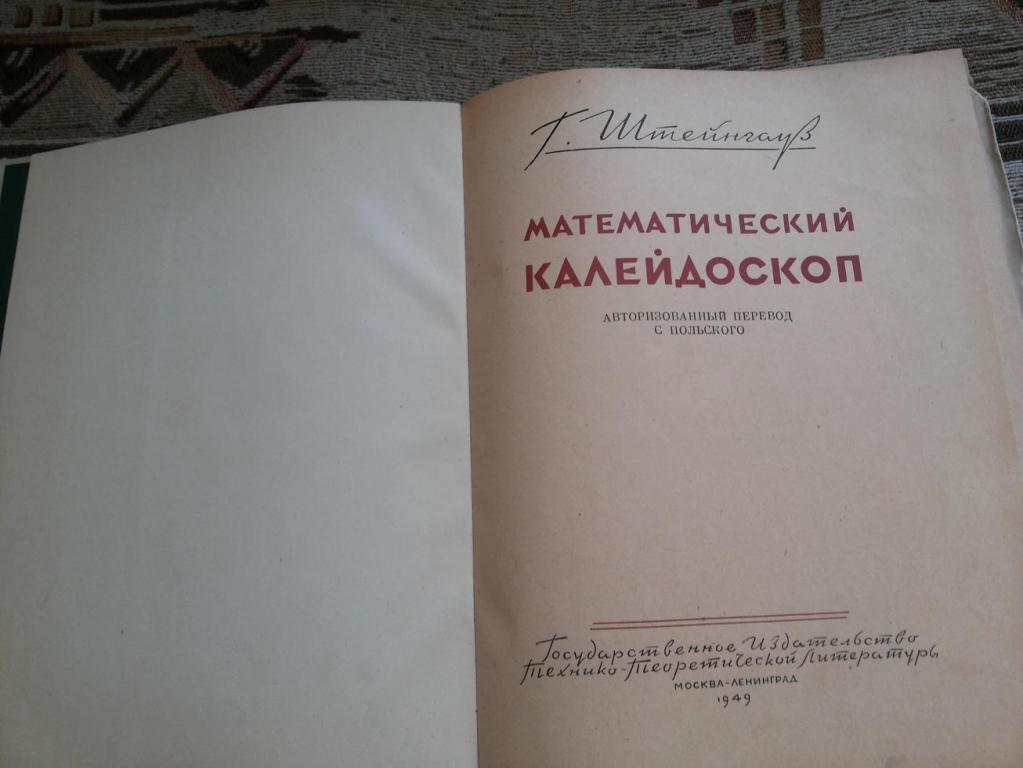 Г. Штейнгауз
МАТЕМАТИЧЕСКИЙ
КАЛЕЙДОСКОП
АВТОРИЗОВАННЫЙ ПЕРЕВОД
С ПОЛЬСКОГО
Государственное Издательство
Технико-Теоретической Литературы
МОСКВА-ЛЕНИНГРАД
1949